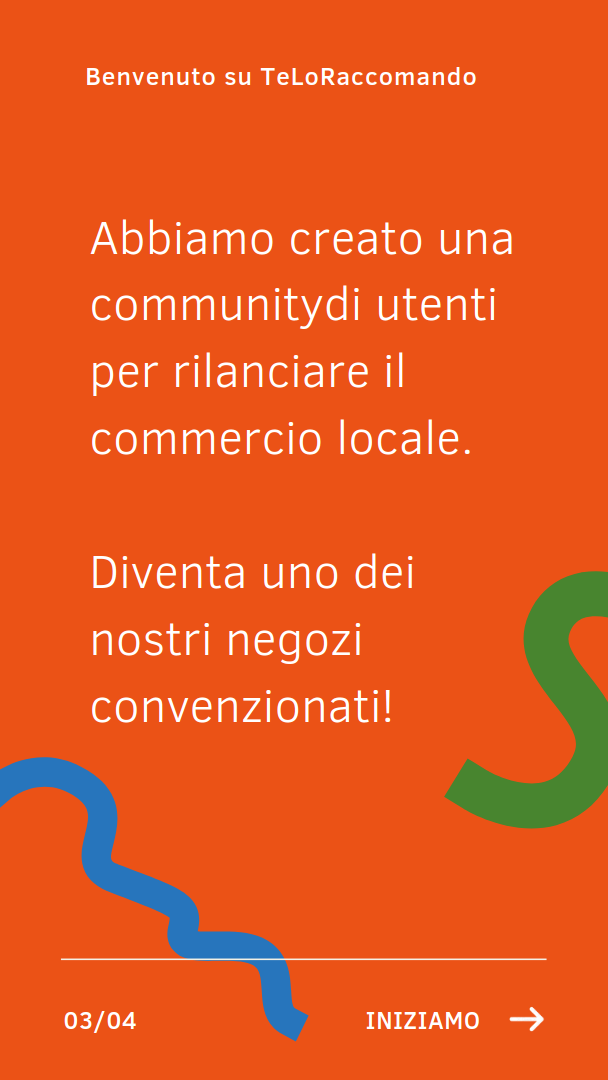 Benvenuto su TeLoRaccomando
Abbiamo creato una
communitydi utenti
per rilanciare il
commercio locale.
Diventa uno dei
nostri negozi
convenzionati!
03/04
INIZIAMO